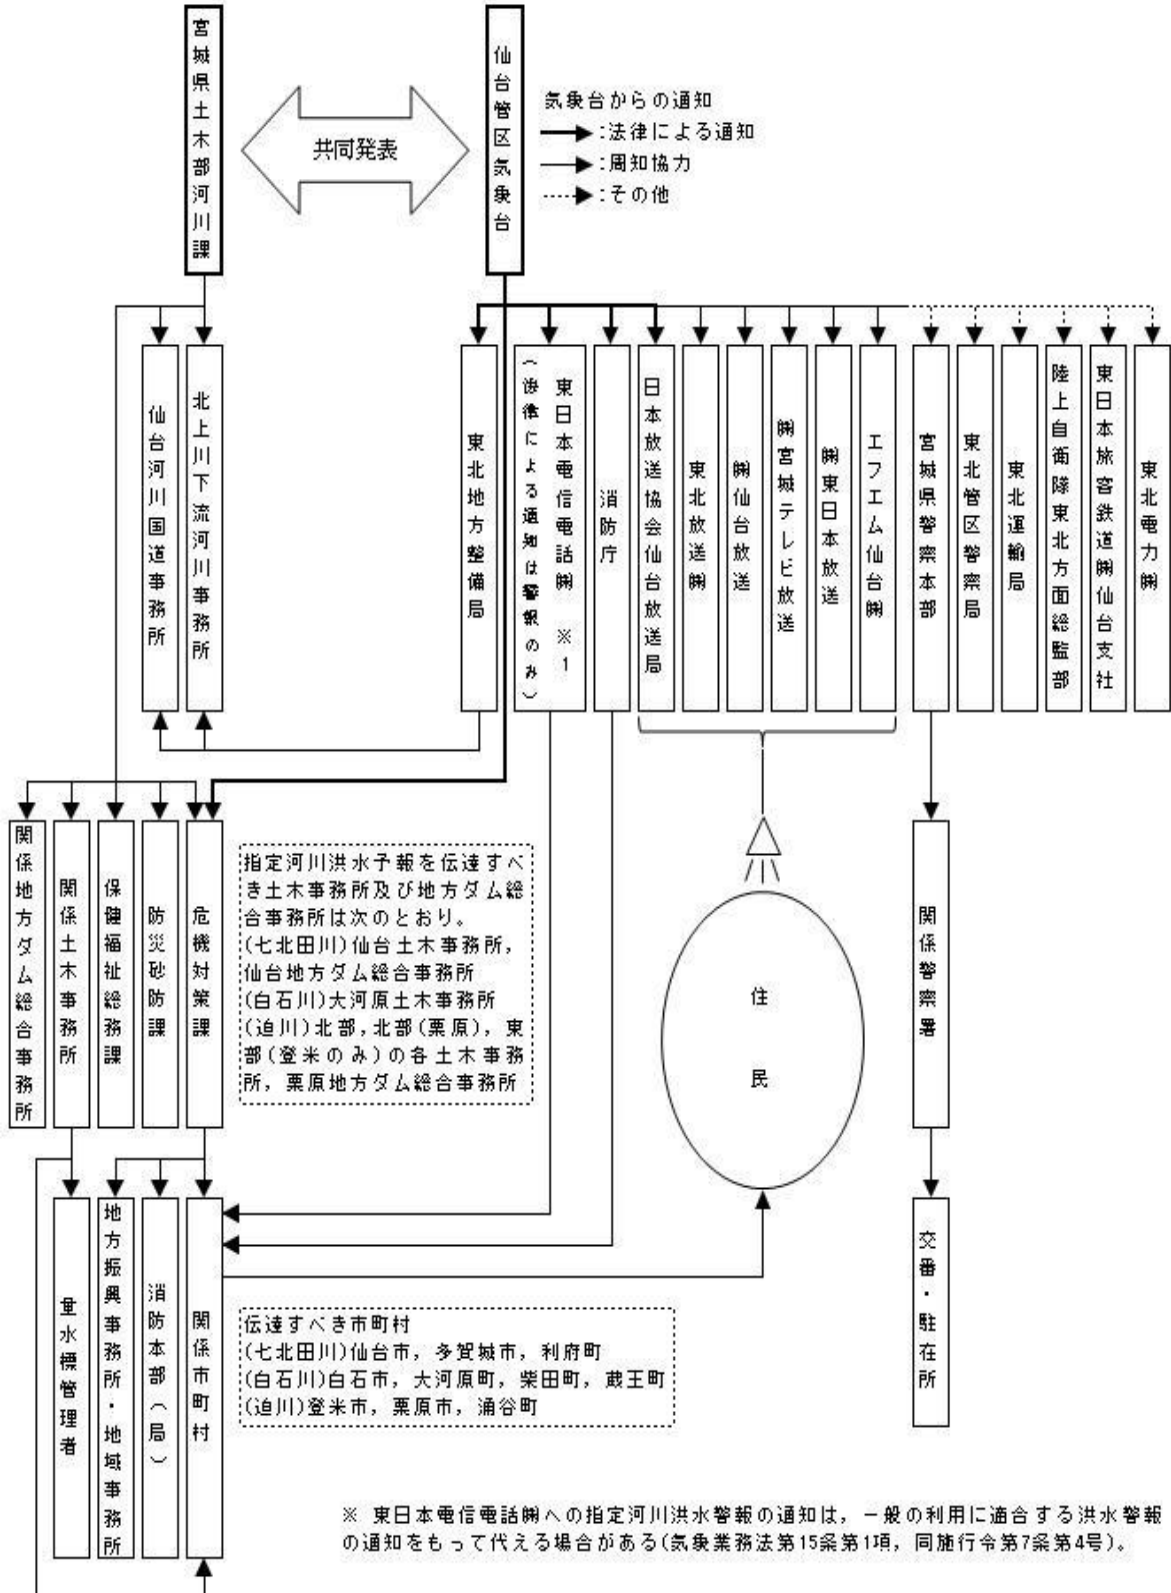 宮城県土木部河川課
仙台管区気象台
共同発表
気象台からの通知
:法律による通知
:周知協力
:その他
仙台河川国道事務所
北上川下流河川事務所
東北地方整備局
東日本電信電話㈱ ※1
(法律による通知は警報のみ)
消防庁
日本放送協会仙台放送局
東北放送㈱
㈱仙台放送
㈱宮城テレビ放送
㈱東日本放送
エフエム仙台㈱
宮城県警察本部
東北管区警察局
東北運輸局
陸上自衛隊東北方面総監部
東日本旅客鉄道㈱仙台支社
東北電力㈱
関係地方ダム総合事務所
関係土木事務所
保健福祉総務課
防災砂防課
危機対策課
指定河川洪水予報を伝達すべ
き土木事務所及び地方ダム総
合事務所は次のとおり。
(七北田川)仙台土木事務所,
仙台地方ダム総合事務所
(白石川)大河原土木事務所
(迫川)北部,北部(栗原), 東
部(登米のみ)の各土木事務
所, 栗原地方ダム総合事務所
住民
関係警察署
量水標管理者
地方振興事務所・地域事務所
消防本部(局)
関係市町村
交番・駐在所
伝達すべき市町村
(七北田川)仙台市, 多賀城市, 利府町
(白石川)白石市, 大河原町, 柴田町, 蔵王町
(迫川)登米市, 栗原市, 涌谷町
※ 東日本電信電話㈱への指定河川洪水警報の通知は, 一般の利用に適合する洪水警報
の通知をもって代える場合がある(気象業務法第15条第1項, 同施行令第7条第4号)。